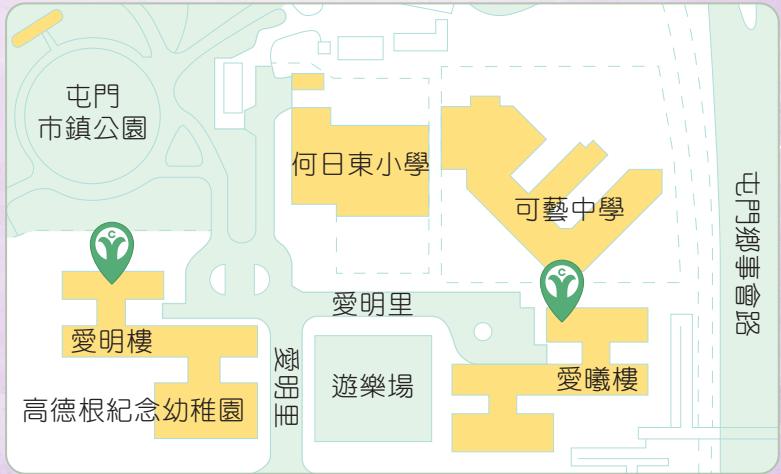 屯門
市鎮公園
何日東小學
可藝中學
屯門鄉事會路
C
C
愛明里
愛明樓
愛明里
遊樂場
愛曦樓
高德根紀念幼稚園